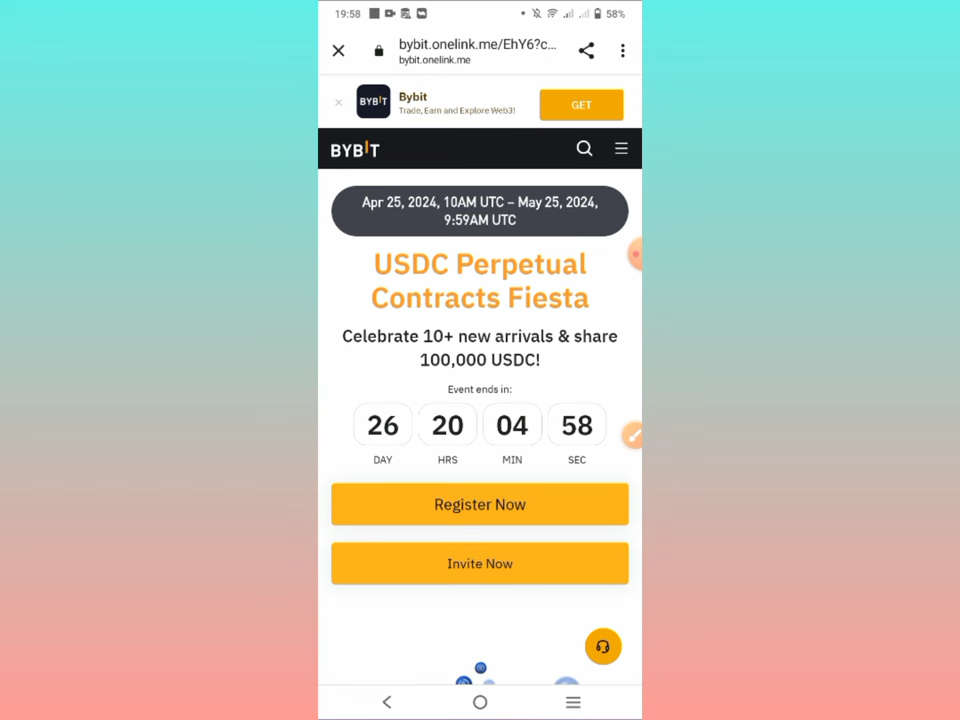 19:58
58%
bybit.onelink.me/EhY6?c...
bybit.onelink.me
BYBIT
Bybit
Trade, Earn and Explore Web3!
GET
BYBIT
Apr 25, 2024, 10AM UTC – May 25, 2024,
9:59AM UTC
USDC Perpetual
Contracts Fiesta
Celebrate 10+ new arrivals & share
100,000 USDC!
Event ends in:
26 20 04 58
DAY HRS MIN SEC
Register Now
Invite Now